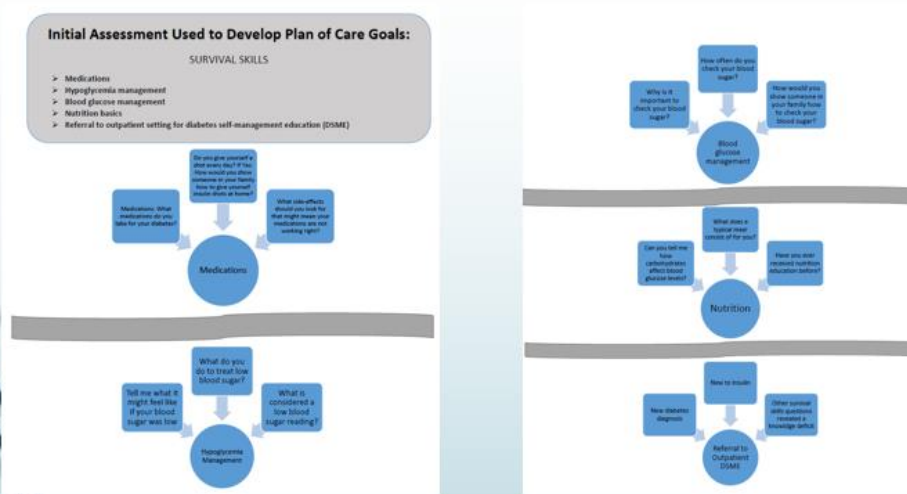 Initial Assessment Used to Develop Plan of Care Goals:
SURVIVAL SKILLS
➢ Medications
➢ Hypoglycemia management
➢ Blood glucose management
➢ Nutrition basics
➢ Referral to outpatient setting for diabetes self-management education (DSME)
Do you give yourself a
shot every day? If Yes,
How would you show
someone in your family
how to give yourself
insulin shots at home?
Medications: What
medications do you
take for your diabetes?
What side-effects
should you look for
that might mean your
medications are not
working right?
Medications
What do you
do to treat low
blood sugar?
Tell me what it
might feel like
if your blood
sugar was low
What is
considered a
low blood
sugar reading?
Hypoglycemia
Management
How often do you
check your blood
sugar?
Why is it
important to
check your blood
sugar?
How would you
show someone in
your family how
to check your
blood sugar?
Blood
glucose
management
What does a
typical meal
consist of for you?
Can you tell me
how
carbohydrates
affect blood
glucose levels?
Have you ever
received nutrition
education before?
Nutrition
New to insulin
New diabetes
diagnosis
Other survival
skills questions
revealed a
knowldge deficit
Referral to
Outpatient
DSME